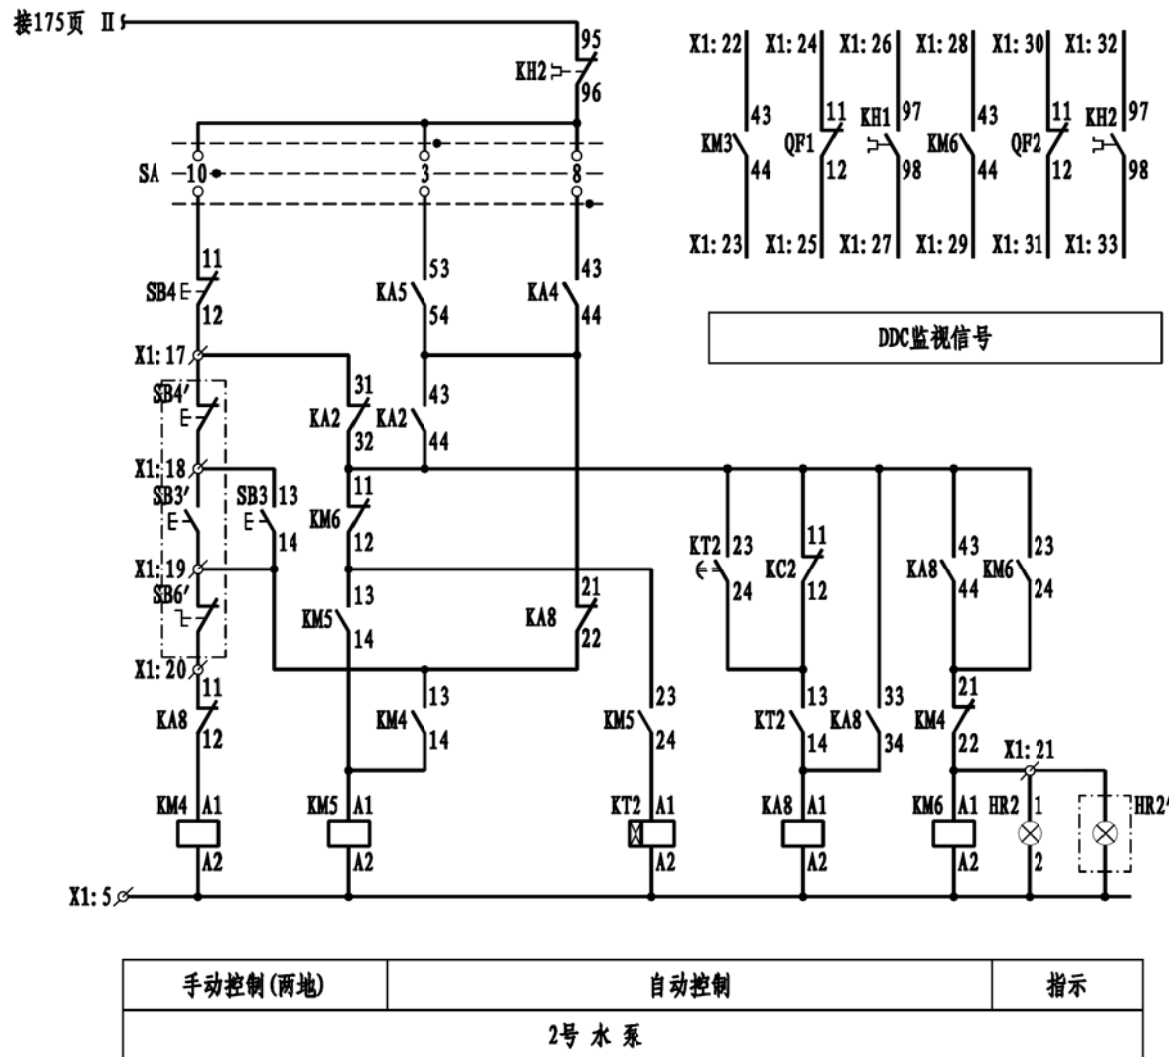 接175页 Ⅱ
95
KH2
96
X1:22 X1:24 X1:26 X1:28 X1:30 X1:32
43 11 97 43 11 97
KM3 QF1 KH1 KM6 QF2 KH2
44 12 98 44 12 98
X1:23 X1:25 X1:27 X1:29 X1:31 X1:33
DDC监视信号
SA 10 3 8
11 53 43
SB4 KA5 KA4
12 54 44
X1:17
SB4′ 31 43
KA2 KA2
32 44
X1:18
SB3′ SB3 13 11
KM6
14 12
23 11 43 23
KT2 KC2 KA8 KM6
24 12 44 24
X1:19
SB6′ 13 21
KM5 KA8
14 22
X1:20
11 13 23 13 33 21
KA8 KM4 KM5 KT2 KA8 KM4
12 14 24 14 34 22
X1:21
KM4 A1 KM5 A1 KT2 A1 KA8 A1 KM6 A1 HR2 1 HR2′
A2 A2 A2 A2 A2 2
X1:5
手动控制(两地) 自动控制 指示
2号 水 泵